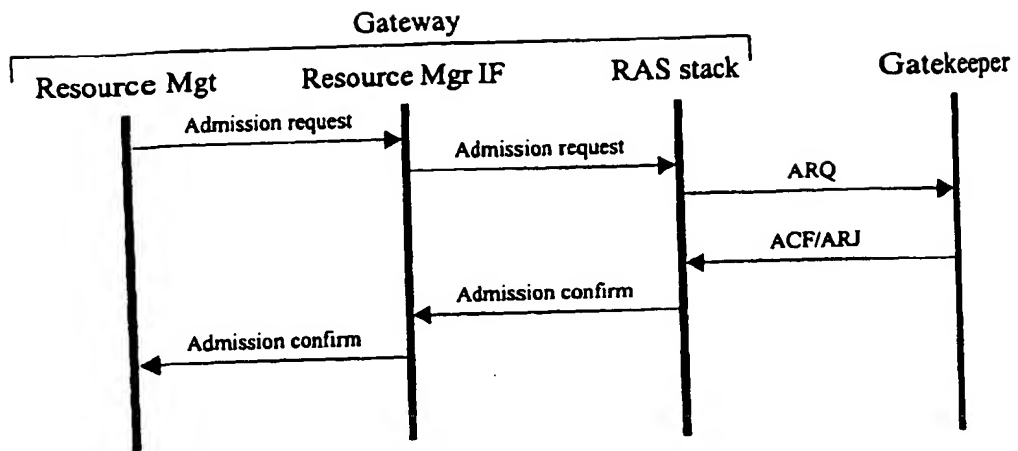 Gateway
Resource Mgt
Resource Mgr IF
RAS stack
Gatekeeper
Admission request
Admission request
ARQ
ACF/ARJ
Admission confirm
Admission confirm